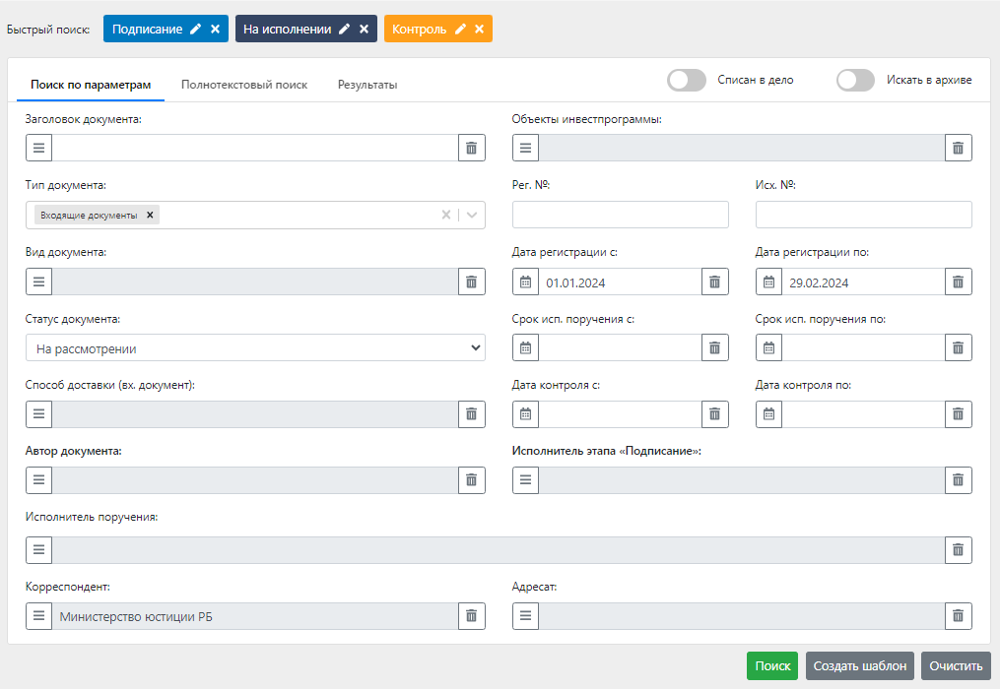 Быстрый поиск: Подписание На исполнении Контроль
Поиск по параметрам Полнотекстовый поиск Результаты Списан в дело Искать в архиве
Заголовок документа: Объекты инвестпрограммы:
Тип документа: Рег. №: Исх. №:
Входящие документы
Вид документа: Дата регистрации с: Дата регистрации по:
01.01.2024 29.02.2024
Статус документа: Срок исп. поручения с: Срок исп. поручения по:
На рассмотрении
Способ доставки (вх. документ): Дата контроля с: Дата контроля по:
Автор документа: Исполнитель этапа «Подписание»:
Исполнитель поручения:
Корреспондент: Адресат:
Министерство юстиции РБ
Поиск Создать шаблон Очистить